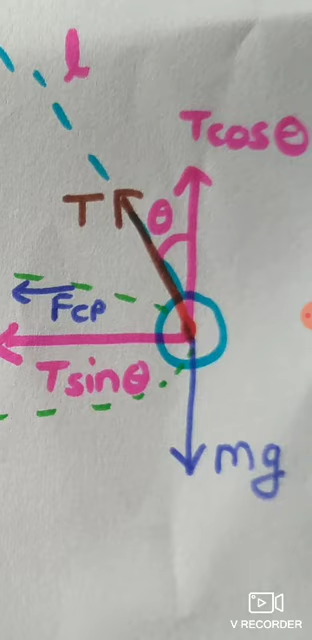 l
Tcosθ
T
θ
Fcp
Tsinθ
mg
V RECORDER